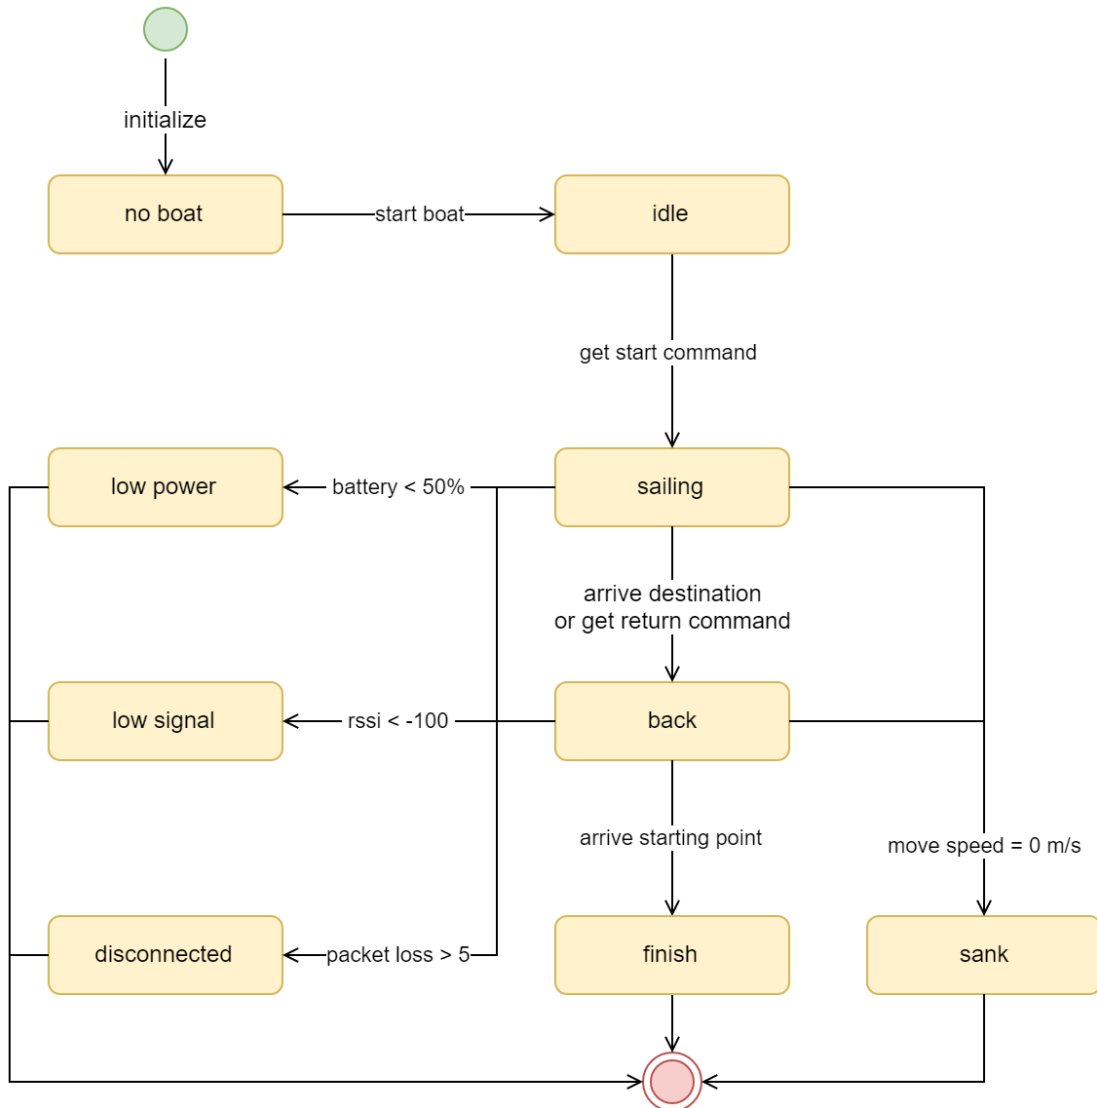 initialize
no boat
start boat
idle
get start command
low power
battery < 50%
sailing
arrive destination
or get return command
low signal
rssi < -100
back
arrive starting point
move speed = 0 m/s
disconnected
packet loss > 5
finish
sank